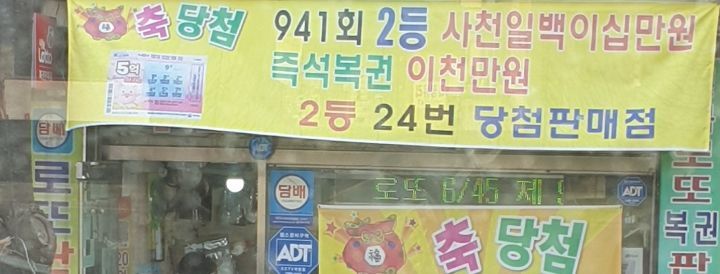 축 당첨 941회 2등 사천일백이십만원
즉석복권 이천만원
2등 24번 당첨판매점
5억
담배
로또
ADT
담배
로또 6/45 제
ADT
ADT
축 당첨
福
로또
복권
판